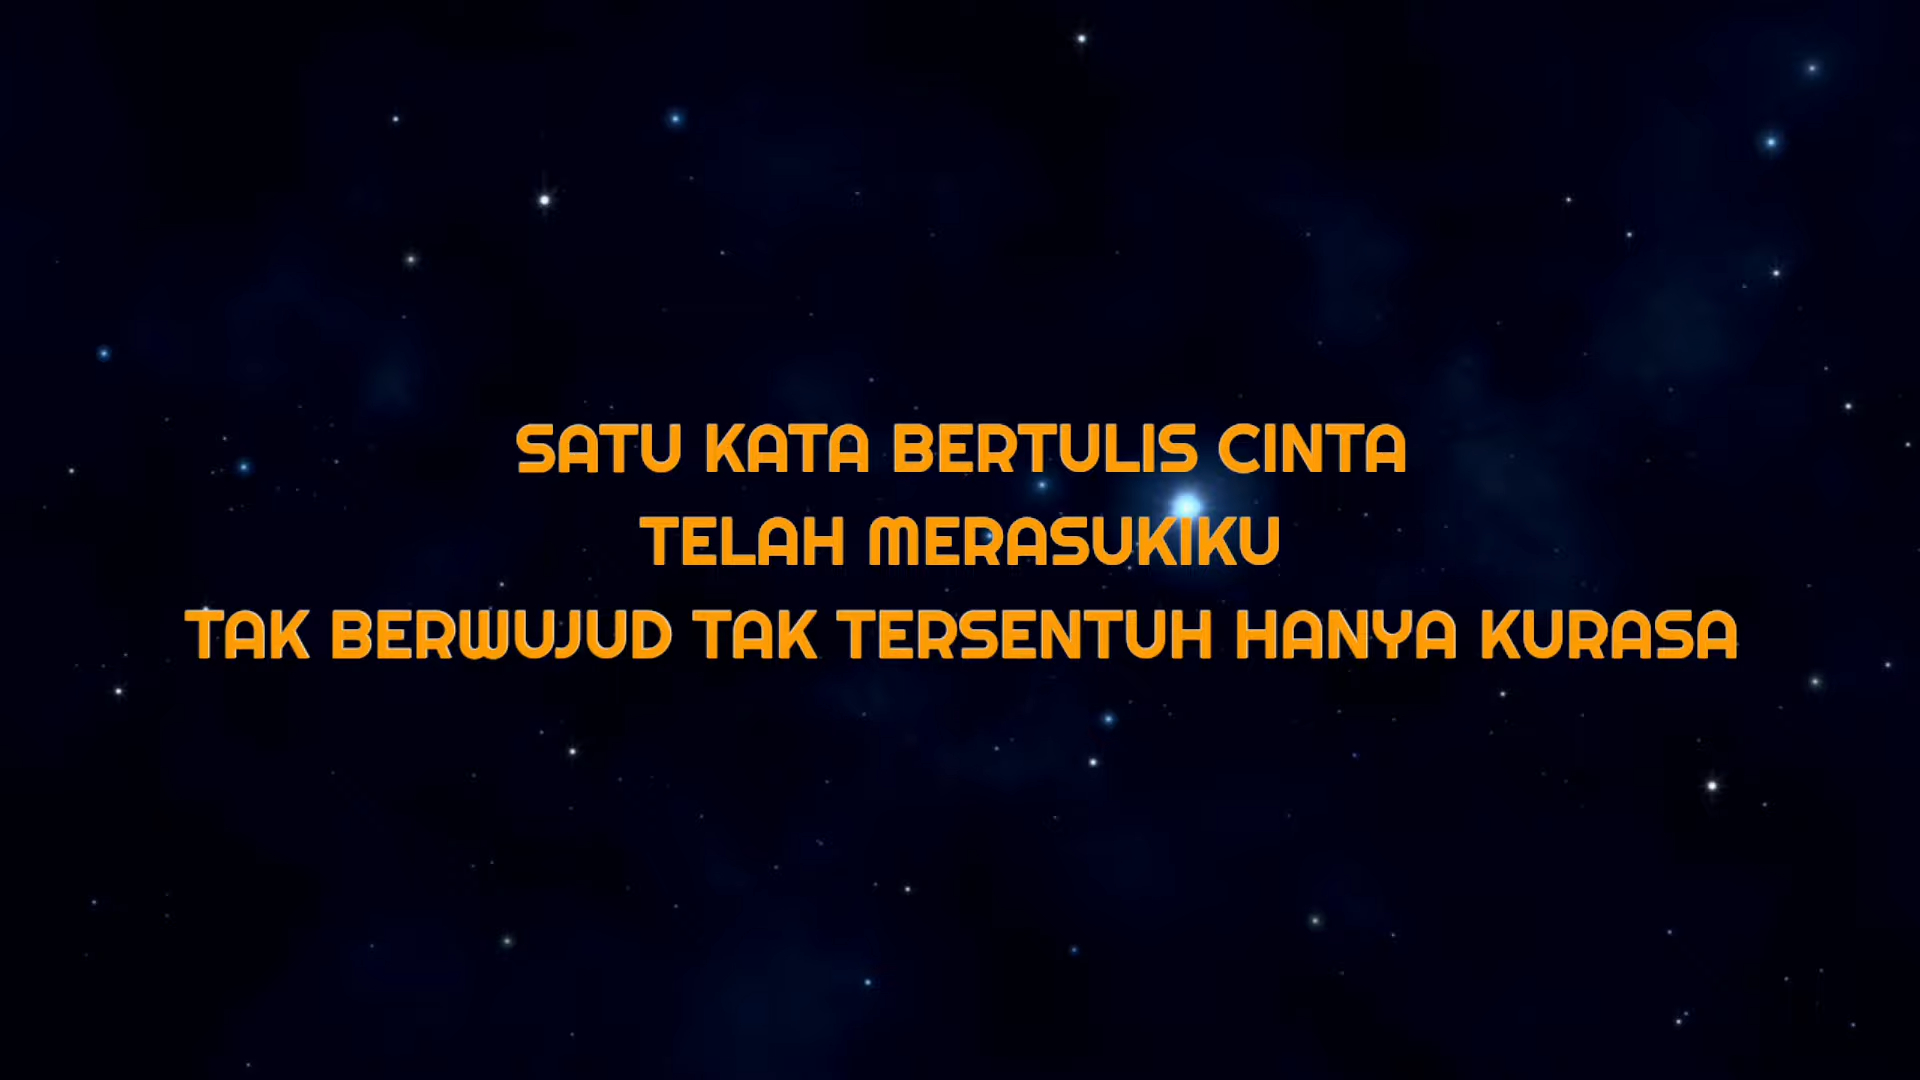 SATU KATA BERTULIS CINTA
TELAH MERASUKIKU
TAK BERWUJUD TAK TERSENTUH HANYA KURASA